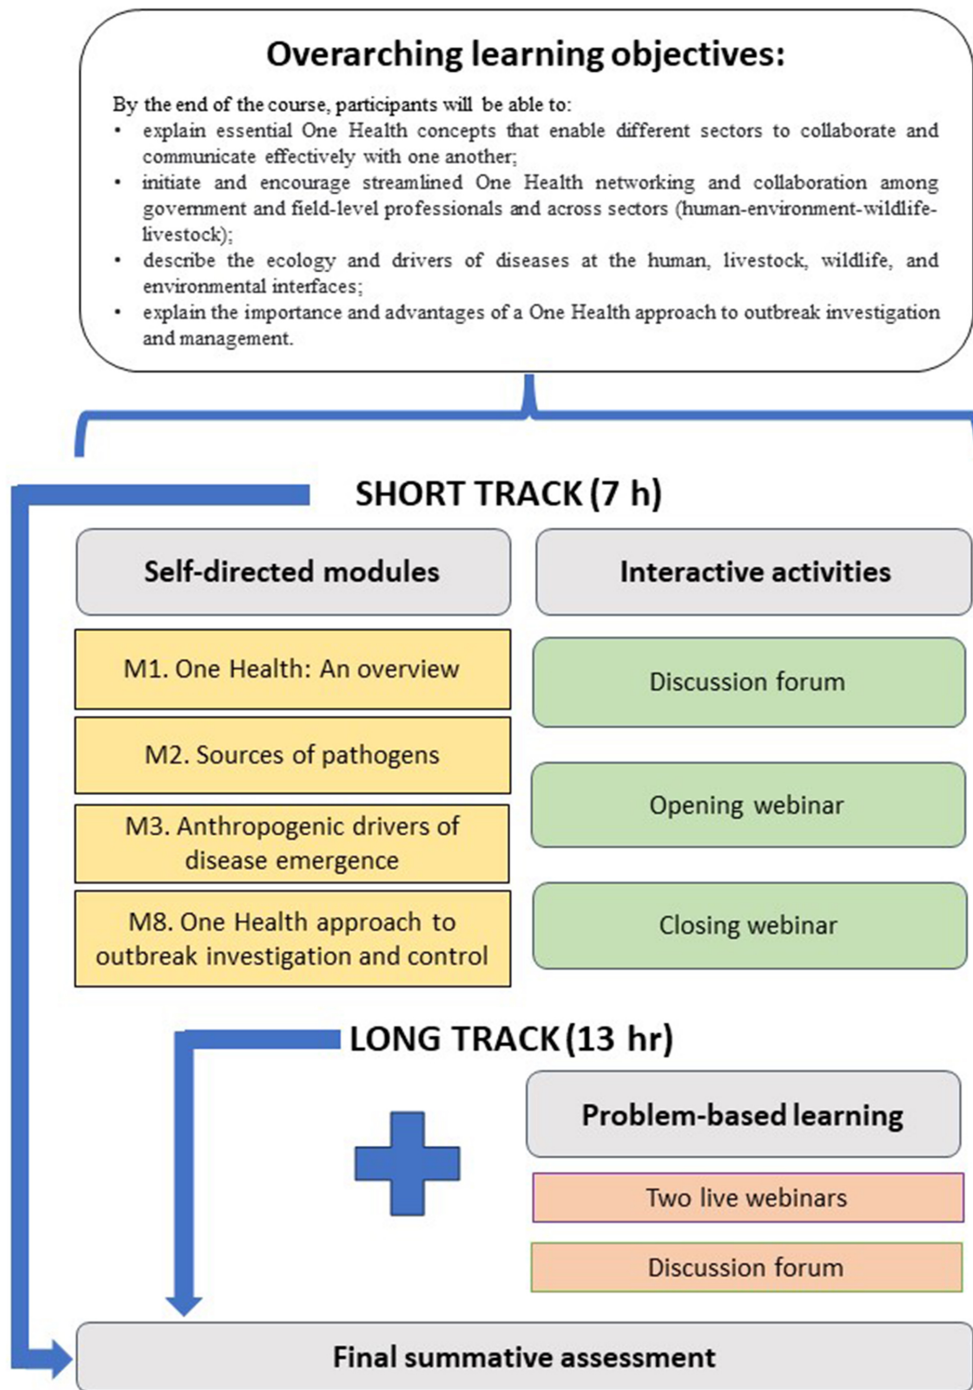 Overarching learning objectives:
By the end of the course, participants will be able to:
• explain essential One Health concepts that enable different sectors to collaborate and
communicate effectively with one another;
• initiate and encourage streamlined One Health networking and collaboration among
government and field-level professionals and across sectors (human-environment-wildlife-
livestock);
• describe the ecology and drivers of diseases at the human, livestock, wildlife, and
environmental interfaces;
• explain the importance and advantages of a One Health approach to outbreak investigation
and management.
SHORT TRACK (7 h)
Self-directed modules
M1. One Health: An overview
M2. Sources of pathogens
M3. Anthropogenic drivers of
disease emergence
M8. One Health approach to
outbreak investigation and control
Interactive activities
Discussion forum
Opening webinar
Closing webinar
LONG TRACK (13 hr)
Problem-based learning
Two live webinars
Discussion forum
Final summative assessment